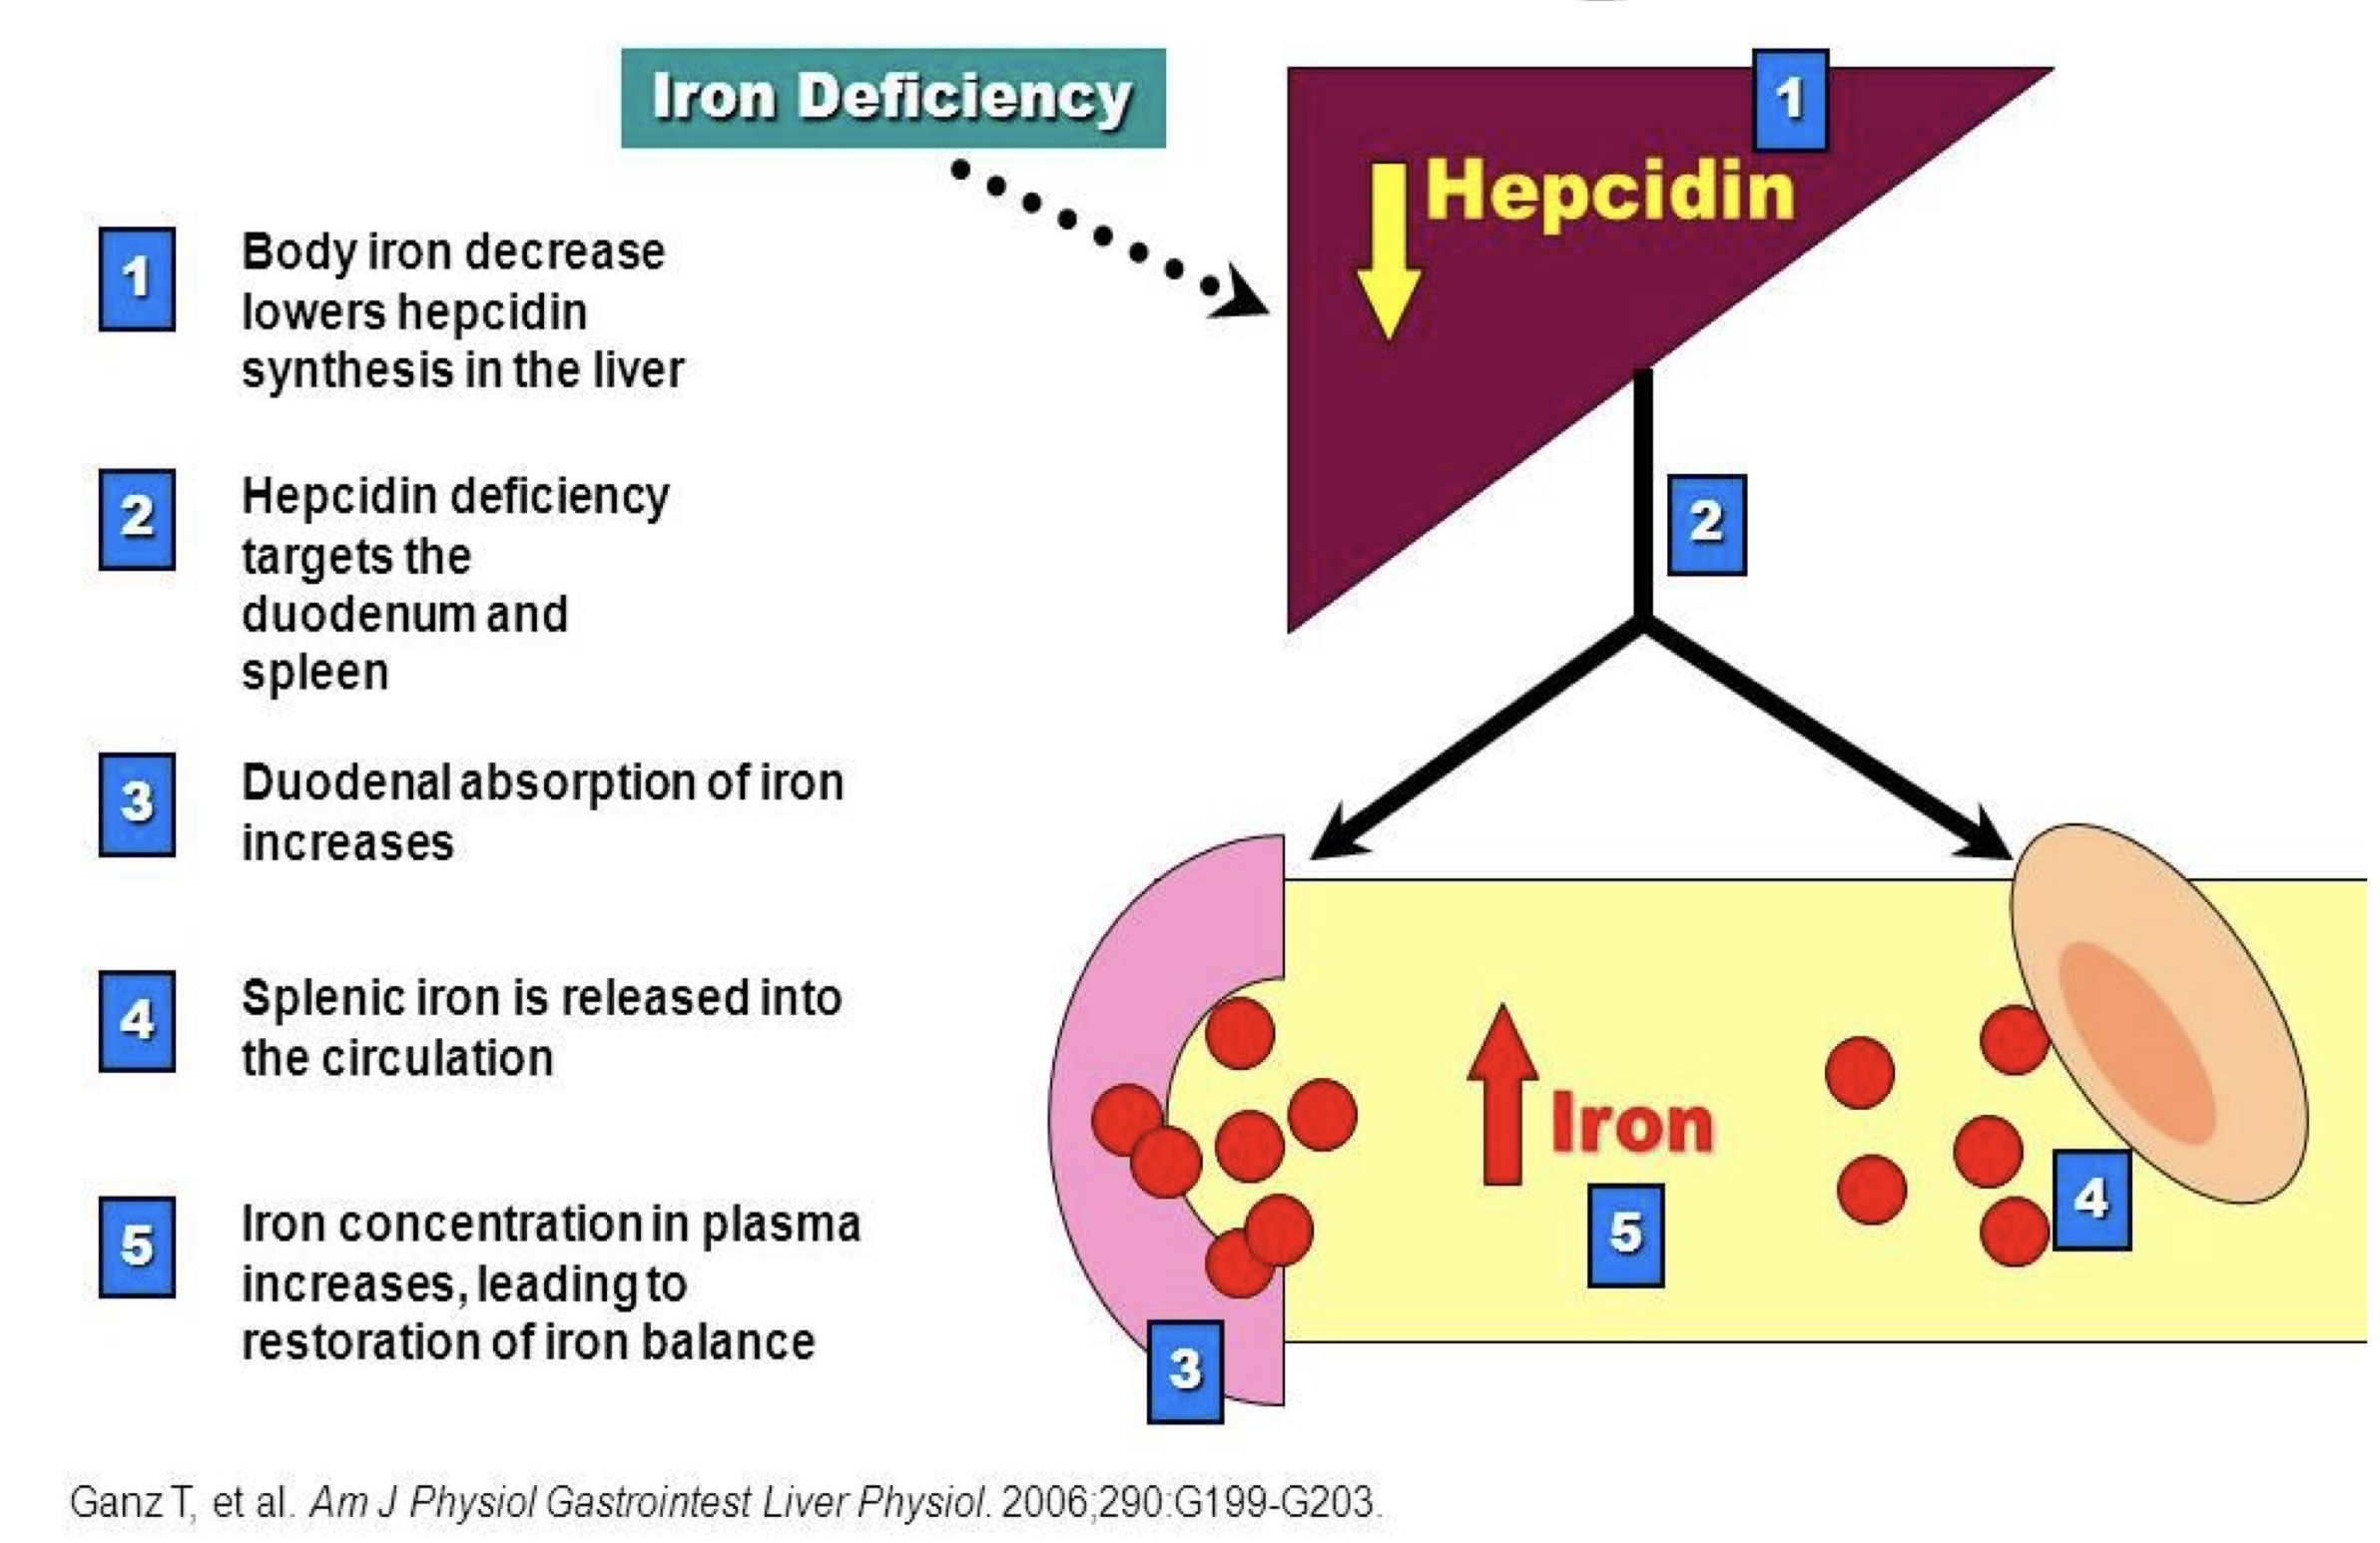 Iron Deficiency
1
Body iron decrease
lowers hepcidin
synthesis in the liver
2
Hepcidin deficiency
targets the
duodenum and
spleen
3
Duodenal absorption of iron
increases
4
Splenic iron is released into
the circulation
5
Iron concentration in plasma
increases, leading to
restoration of iron balance
1
Hepcidin
2
Iron
5
4
3
Ganz T, et al. Am J Physiol Gastrointest Liver Physiol. 2006;290:G199-G203.